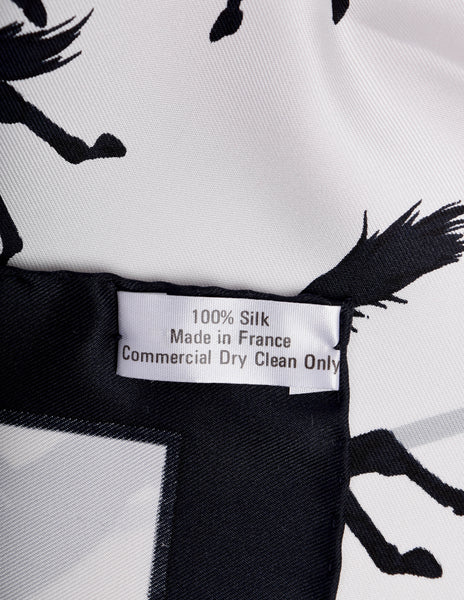 100% Silk
Made in France
Commercial Dry Clean Only